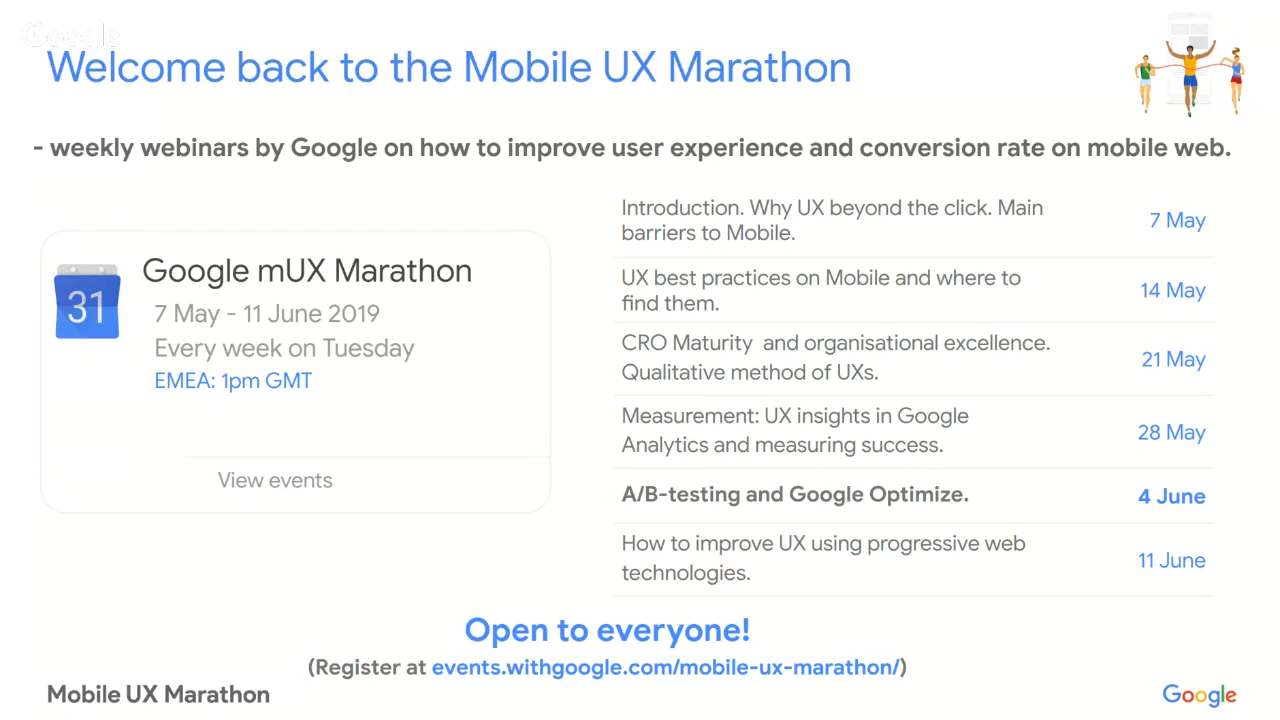 Google
Welcome back to the Mobile UX Marathon
- weekly webinars by Google on how to improve user experience and conversion rate on mobile web.
31
Google mUX Marathon
7 May - 11 June 2019
Every week on Tuesday
EMEA: 1pm GMT
View events
Introduction. Why UX beyond the click. Main
barriers to Mobile.
7 May
UX best practices on Mobile and where to
find them.
14 May
CRO Maturity and organisational excellence.
Qualitative method of UXs.
21 May
Measurement: UX insights in Google
Analytics and measuring success.
28 May
A/B-testing and Google Optimize.
4 June
How to improve UX using progressive web
technologies.
11 June
Open to everyone!
(Register at events.withgoogle.com/mobile-ux-marathon/)
Mobile UX Marathon
Google